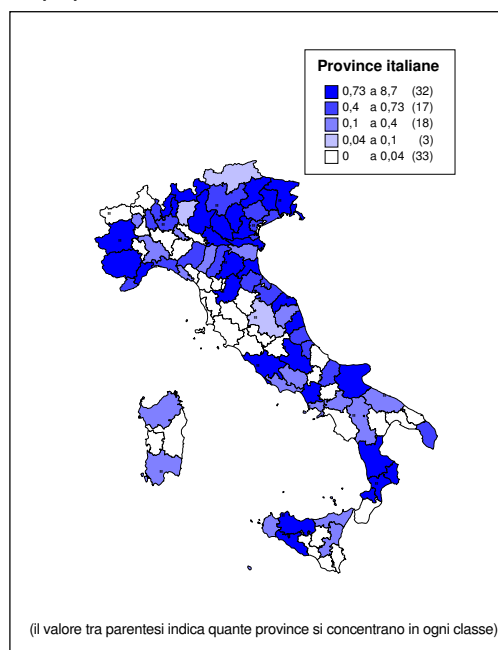 Province italiane
0,73 a 8,7 (32)
0,4 a 0,73 (17)
0,1 a 0,4 (18)
0,04 a 0,1 (3)
0 a 0,04 (33)
(il valore tra parentesi indica quante province si concentrano in ogni classe)